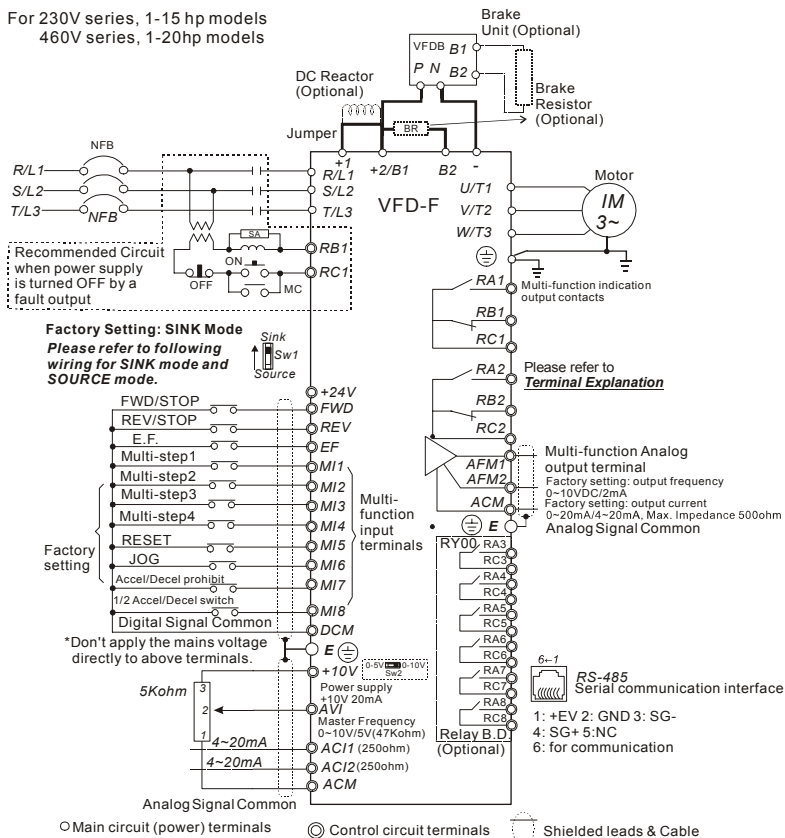 For 230V series, 1-15 hp models
460V series, 1-20hp models
Brake
Unit (Optional)
VFDB B1
P N B2
DC Reactor
(Optional)
Brake
Resistor
(Optional)
BR
Jumper
NFB
+1
+2/B1
B2
-
R/L1
R/L1
S/L2
S/L2
T/L3
T/L3
NFB
VFD-F
U/T1
V/T2
W/T3
Motor
IM
3~
SA
RB1
Recommended Circuit
when power supply
is turned OFF by a
fault output
ON
OFF
MC
RC1
RA1
Multi-function indication
output contacts
RB1
RC1
Factory Setting: SINK Mode
Please refer to following
wiring for SINK mode and
SOURCE mode.
Sink
Sw1
Source
RA2
Please refer to
Terminal Explanation
RB2
RC2
+24V
FWD/STOP
FWD
REV/STOP
REV
E.F.
EF
Multi-step1
MI1
Multi-step2
MI2
Multi-step3
MI3
Multi-step4
MI4
RESET
MI5
JOG
MI6
Accel/Decel prohibit
MI7
1/2 Accel/Decel switch
MI8
Digital Signal Common
DCM
Factory
setting
Multi-
function
input
terminals
*Don't apply the mains voltage
directly to above terminals.
E
Multi-function Analog
output terminal
AFM1
AFM2
Factory setting: output frequency
0~10VDC/2mA
ACM
Factory setting: output current
0~20mA/4~20mA, Max. Impedance 500ohm
E
Analog Signal Common
RY00
RA3
RC3
RA4
RC4
RA5
RC5
RA6
RC6
RA7
RC7
RA8
RC8
Relay B.D.
(Optional)
6←1
RS-485
Serial communication interface
1: +EV 2: GND 3: SG-
4: SG+ 5:NC
6: for communication
+10V
0-5V 0-10V
Sw2
Power supply
+10V 20mA
5Kohm
3
2
1
AVI
Master Frequency
0~10V/5V(47Kohm)
4~20mA
ACI1 (250ohm)
4~20mA
ACI2 (250ohm)
ACM
Analog Signal Common
Main circuit (power) terminals
Control circuit terminals
Shielded leads & Cable